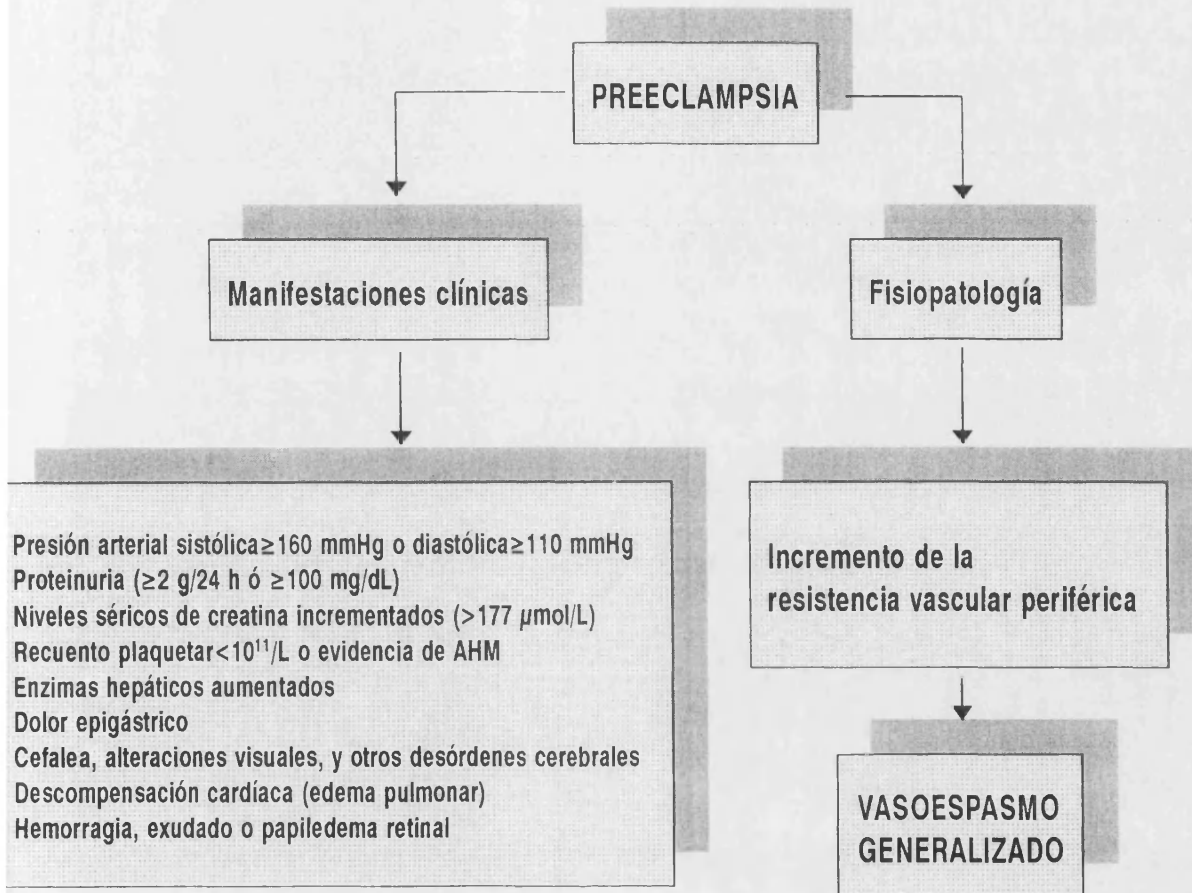 PREECLAMPSIA
Manifestaciones clínicas
Fisiopatología
Presión arterial sistólica≥160 mmHg o diastólica≥110 mmHg
Proteinuria (≥2 g/24 h ó ≥100 mg/dL)
Niveles séricos de creatina incrementados (>177 µmol/L)
Recuento plaquetar<10¹¹/L o evidencia de AHM
Enzimas hepáticos aumentados
Dolor epigástrico
Cefalea, alteraciones visuales, y otros desórdenes cerebrales
Descompensación cardíaca (edema pulmonar)
Hemorragia, exudado o papiledema retinal
Incremento de la
resistencia vascular periférica
VASOESPASMO
GENERALIZADO